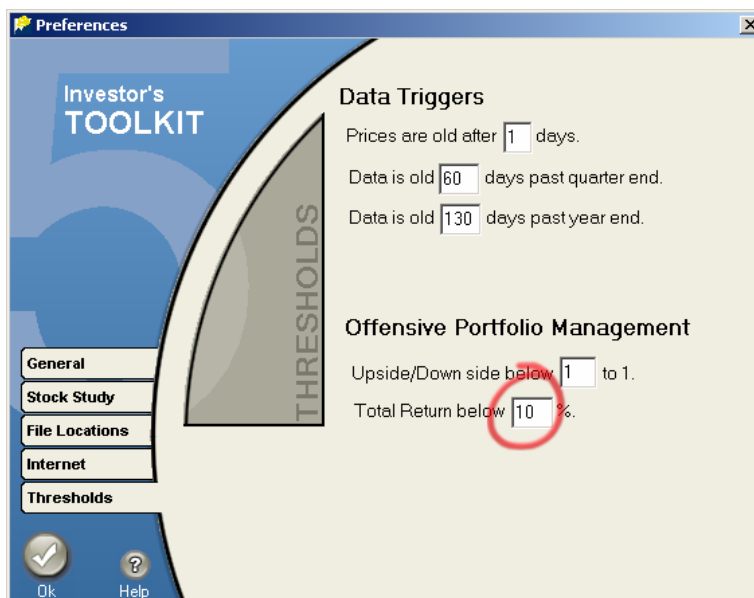 Preferences
Investor's
TOOLKIT
5
THRESHOLDS
Data Triggers
Prices are old after 1 days.
Data is old 60 days past quarter end.
Data is old 130 days past year end.
Offensive Portfolio Management
Upside/Down side below 1 to 1.
Total Return below 10 %.
General
Stock Study
File Locations
Internet
Thresholds
Ok
? Help